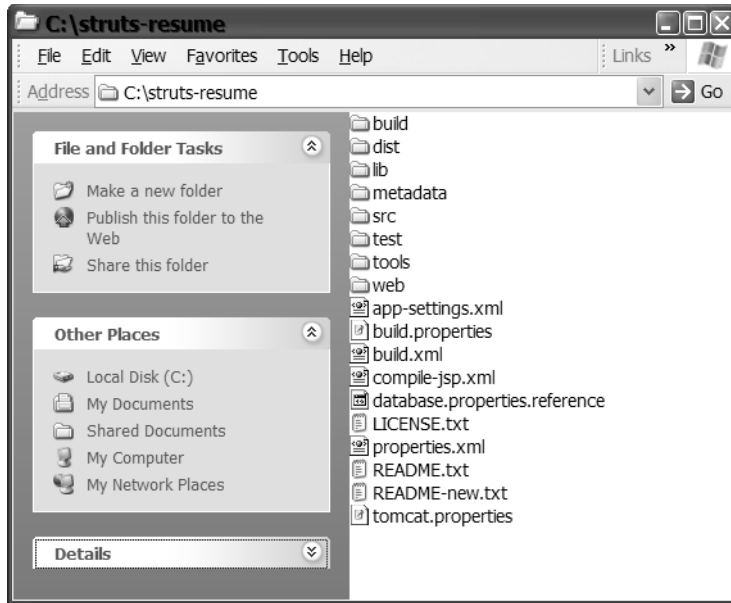 C:\struts-resume
File Edit View Favorites Tools Help Links »
Address C:\struts-resume Go
File and Folder Tasks
Make a new folder
Publish this folder to the
Web
Share this folder
Other Places
Local Disk (C:)
My Documents
Shared Documents
My Computer
My Network Places
Details
build
dist
lib
metadata
src
test
tools
web
app-settings.xml
build.properties
build.xml
compile-jsp.xml
database.properties.reference
LICENSE.txt
properties.xml
README.txt
README-new.txt
tomcat.properties